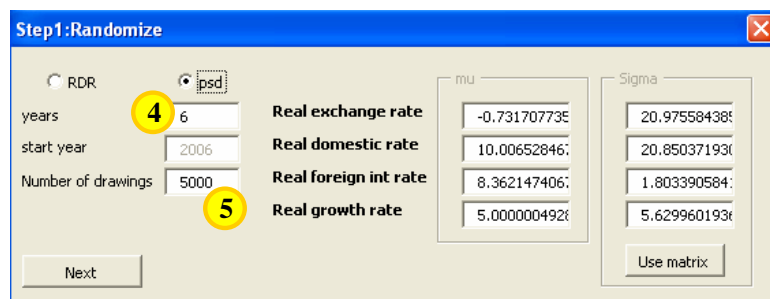 Step1:Randomize
RDR psd mu Sigma
years 4 6 Real exchange rate -0.731707735 20.975584385
start year 2006 Real domestic rate 10.006528467 20.850371930
Number of drawings 5000 Real foreign int rate 8.3621474067 1.8033905841
5 Real growth rate 5.0000004928 5.6299601936
Next Use matrix